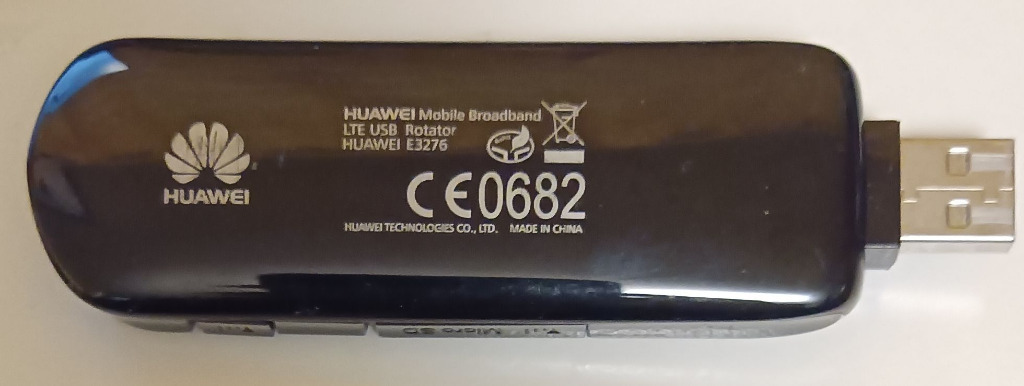 HUAWEI
HUAWEI Mobile Broadband
LTE USB Rotator
HUAWEI E3276
CE0682
HUAWEI TECHNOLOGIES CO., LTD. MADE IN CHINA
Micro SD